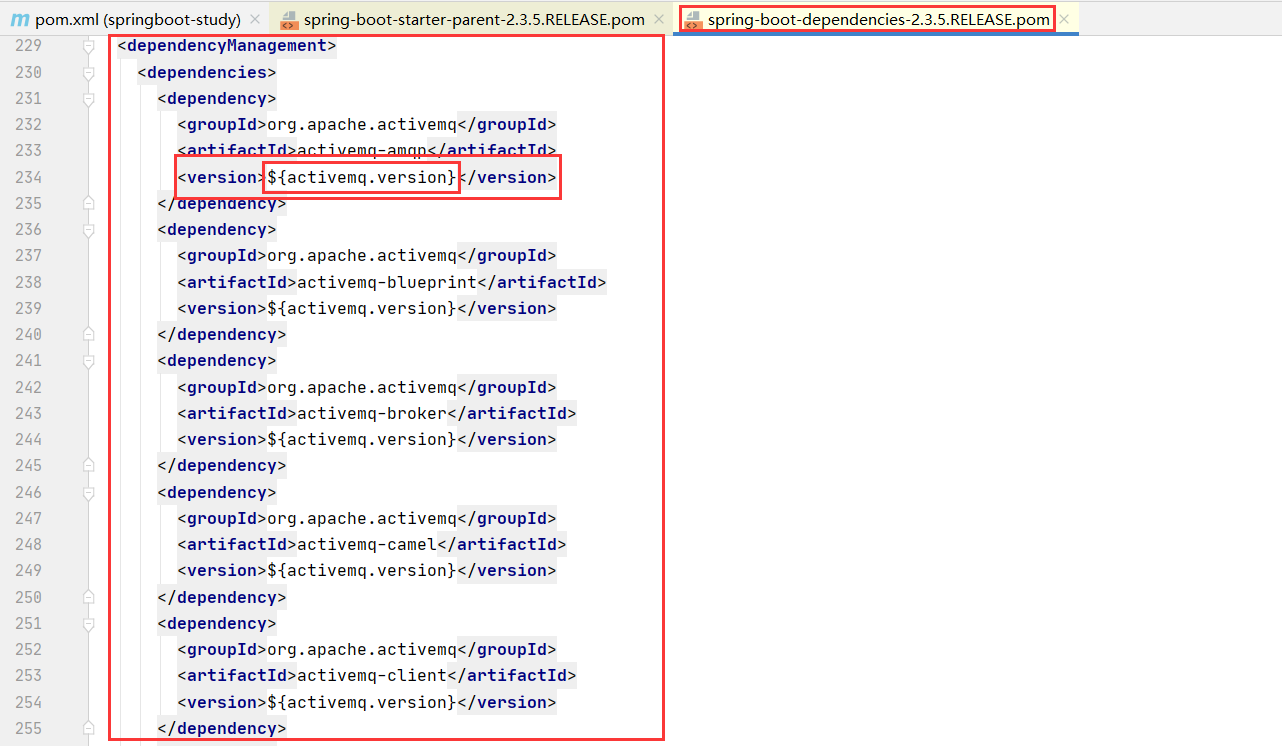 pom.xml (springboot-study) × spring-boot-starter-parent-2.3.5.RELEASE.pom × spring-boot-dependencies-2.3.5.RELEASE.pom ×
229 <dependencyManagement>
230 <dependencies>
231 <dependency>
232 <groupId>org.apache.activemq</groupId>
233 <artifactId>activemq-amqp</artifactId>
234 <version>${activemq.version}</version>
235 </dependency>
236 <dependency>
237 <groupId>org.apache.activemq</groupId>
238 <artifactId>activemq-blueprint</artifactId>
239 <version>${activemq.version}</version>
240 </dependency>
241 <dependency>
242 <groupId>org.apache.activemq</groupId>
243 <artifactId>activemq-broker</artifactId>
244 <version>${activemq.version}</version>
245 </dependency>
246 <dependency>
247 <groupId>org.apache.activemq</groupId>
248 <artifactId>activemq-camel</artifactId>
249 <version>${activemq.version}</version>
250 </dependency>
251 <dependency>
252 <groupId>org.apache.activemq</groupId>
253 <artifactId>activemq-client</artifactId>
254 <version>${activemq.version}</version>
255 </dependency>